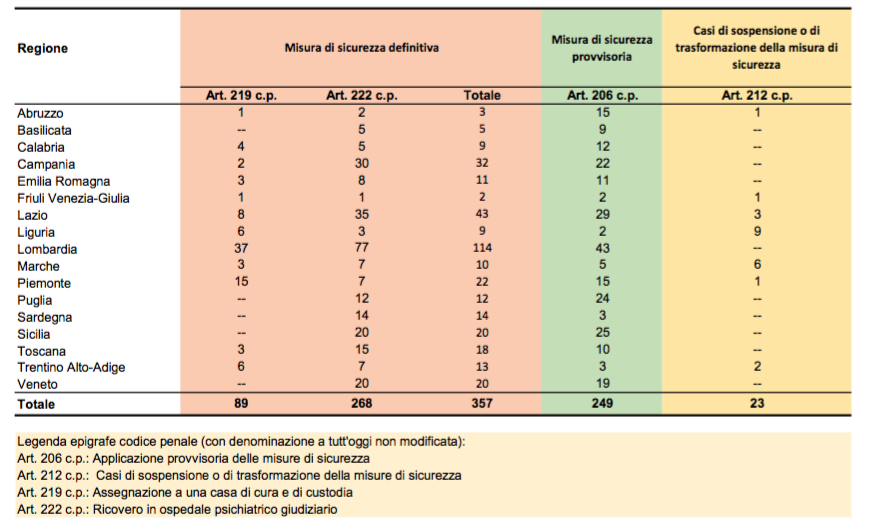 Regione Misura di sicurezza definitiva Misura di sicurezza provvisoria Casi di sospensione o di trasformazione della misura di sicurezza
Art. 219 c.p. Art. 222 c.p. Totale Art. 206 c.p. Art. 212 c.p.
Abruzzo 1 2 3 15 1
Basilicata -- 5 5 9 --
Calabria 4 5 9 12 --
Campania 2 30 32 22 --
Emilia Romagna 3 8 11 11 --
Friuli Venezia-Giulia 1 1 2 2 1
Lazio 8 35 43 29 3
Liguria 6 3 9 2 9
Lombardia 37 77 114 43 --
Marche 3 7 10 5 6
Piemonte 15 7 22 15 1
Puglia -- 12 12 24 --
Sardegna -- 14 14 3 --
Sicilia -- 20 20 25 --
Toscana 3 15 18 10 --
Trentino Alto-Adige 6 7 13 3 2
Veneto -- 20 20 19 --
Totale 89 268 357 249 23
Legenda epigrafe codice penale (con denominazione a tutt'oggi non modificata):
Art. 206 c.p.: Applicazione provvisoria delle misure di sicurezza
Art. 212 c.p.: Casi di sospensione o di trasformazione della misure di sicurezza
Art. 219 c.p.: Assegnazione a una casa di cura e di custodia
Art. 222 c.p.: Ricovero in ospedale psichiatrico giudiziario